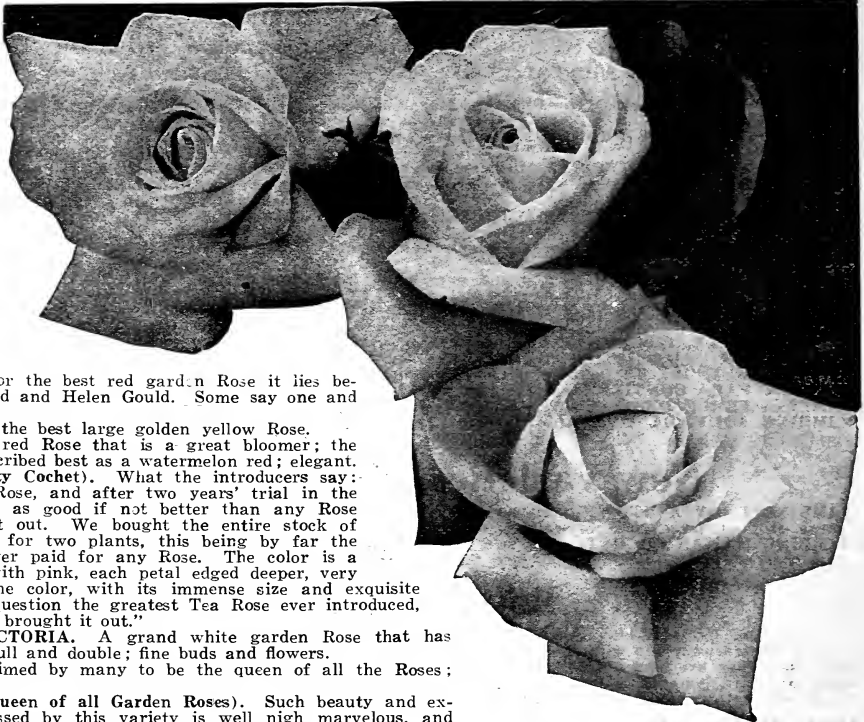 or the best red gard n Rose it lies be-
d and Helen Gould. Some say one and
the best large golden yellow Rose.
red Rose that is a great bloomer; the
cribed best as a watermelon red; elegant.
y Cochet). What the introducers say:
Rose, and after two years' trial in the
as good if not better than any Rose
t out. We bought the entire stock of
for two plants, this being by far the
er paid for any Rose. The color is a
ith pink, each petal edged deeper, very
ne color, with its immense size and exquisite
uestion the greatest Tea Rose ever introduced,
brought it out."
CTORIA. A grand white garden Rose that has
ull and double; fine buds and flowers.
imed by many to be the queen of all the Roses;
ueen of all Garden Roses). Such beauty and ex-
ssed by this variety is well nigh marvelous, and